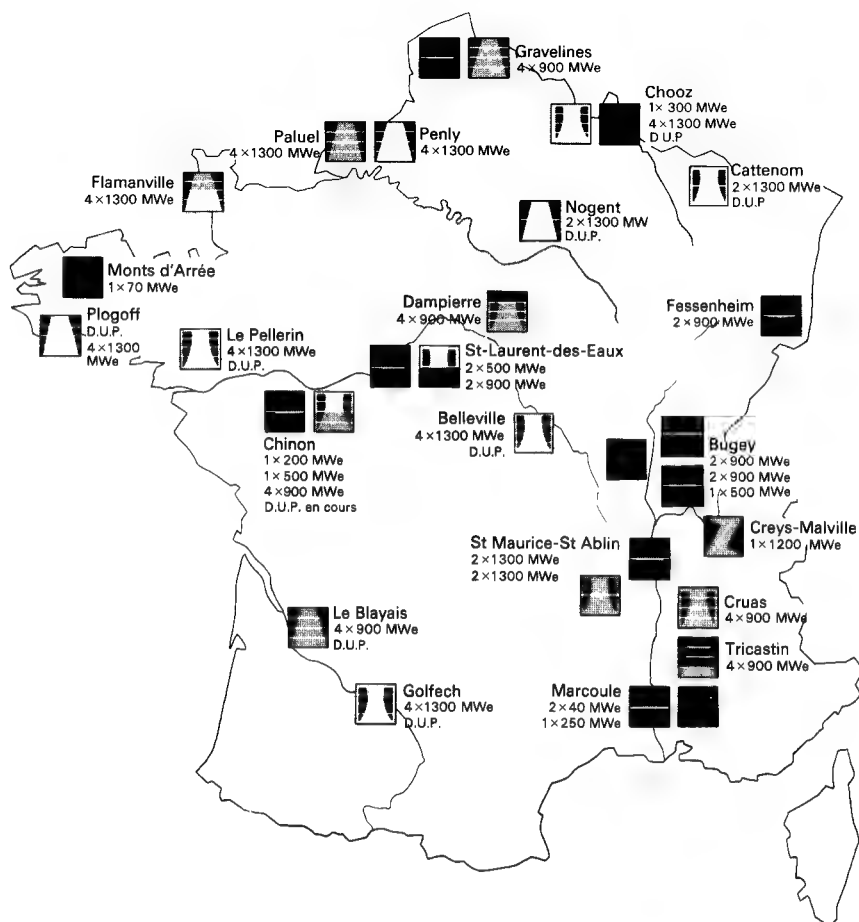 Gravelines
4×900 MWe
Chooz
1×300 MWe
4×1300 MWe
D U P
Paluel
4×1300 MWe
Penly
4×1300 MWe
Cattenom
2×1300 MWe
D.U.P
Flamanville
4×1300 MWe
Nogent
2×1300 MW
D.U.P.
Monts d'Arrée
1×70 MWe
Dampierre
4×900 MWe
Fessenheim
2×900 MWe
Plogoff
D.U.P.
4×1300
MWe
Le Pellerin
4×1300 MWe
D.U.P.
St-Laurent-des-Eaux
2×500 MWe
2×900 MWe
Belleville
4×1300 MWe
D.U.P.
Chinon
1×200 MWe
1×500 MWe
4×900 MWe
D.U.P. en cours
Bugey
2×900 MWe
2×900 MWe
1×500 MWe
Creys-Malville
1×1200 MWe
St Maurice-St Ablin
2×1300 MWe
2×1300 MWe
Cruas
4×900 MWe
Le Blayais
4×900 MWe
D.U.P.
Tricastin
4×900 MWe
Golfech
4×1300 MWe
D.U.P.
Marcoule
2×40 MWe
1×250 MWe